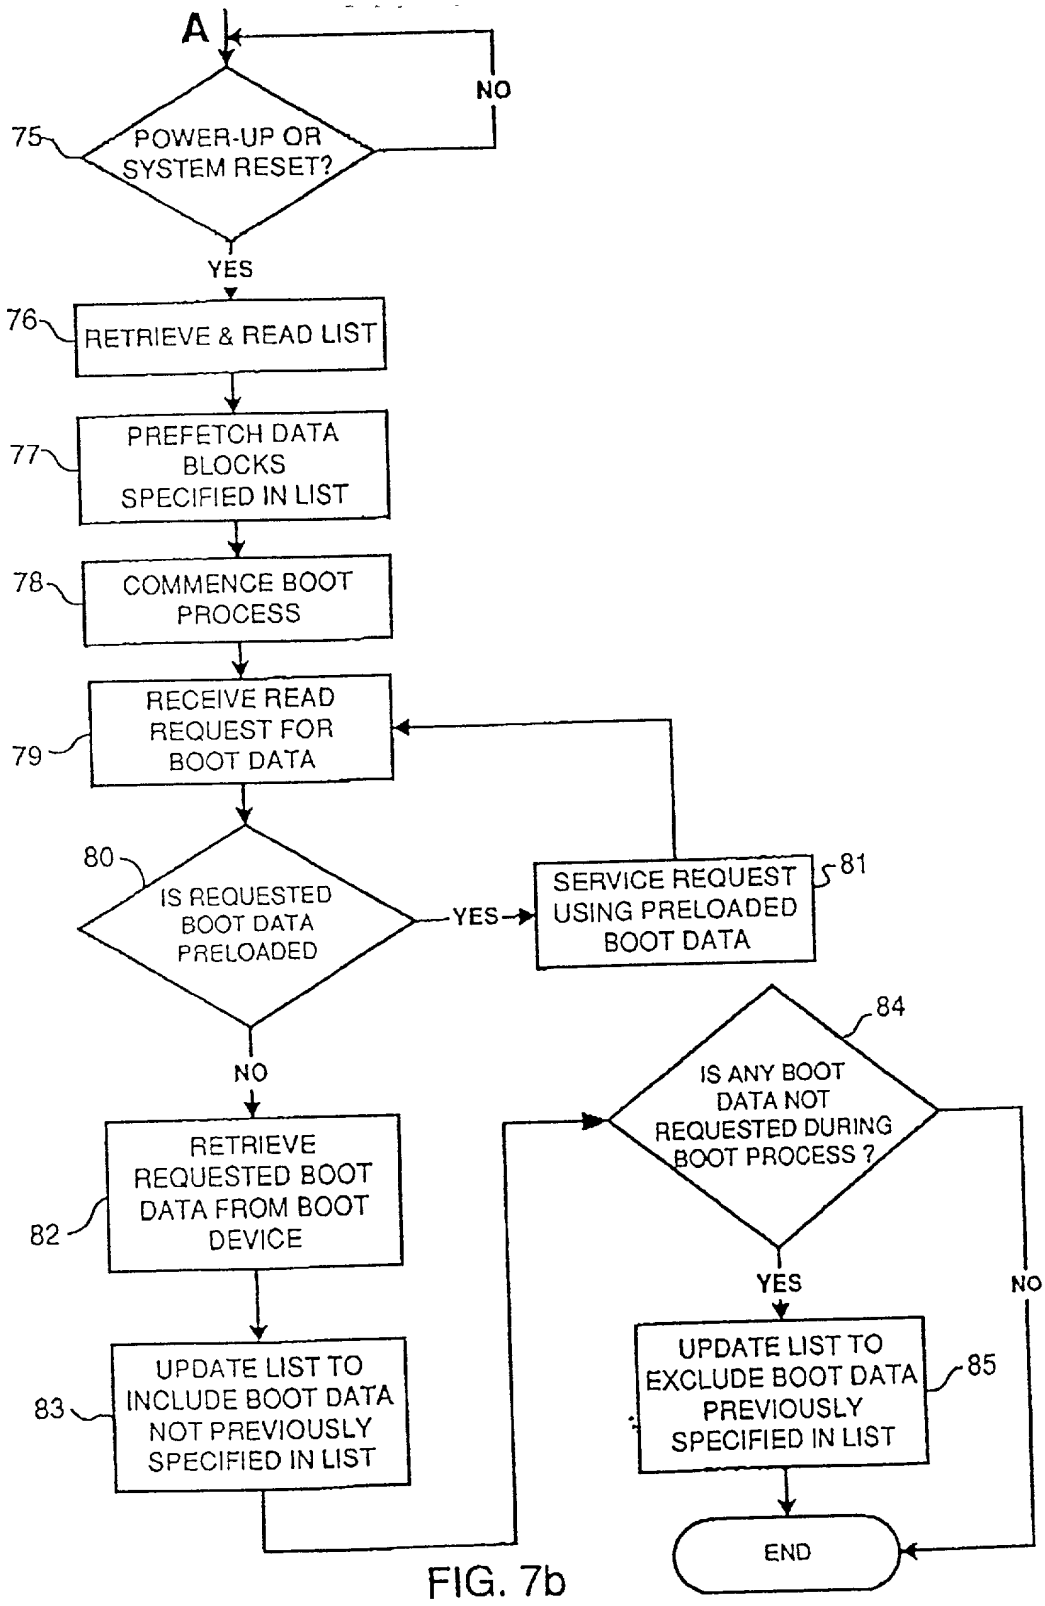 A
NO
75
POWER-UP OR
SYSTEM RESET?
YES
76
RETRIEVE & READ LIST
77
PREFETCH DATA
BLOCKS
SPECIFIED IN LIST
78
COMMENCE BOOT
PROCESS
79
RECEIVE READ
REQUEST FOR
BOOT DATA
80
IS REQUESTED
BOOT DATA
PRELOADED
YES
81
SERVICE REQUEST
USING PRELOADED
BOOT DATA
NO
82
RETRIEVE
REQUESTED BOOT
DATA FROM BOOT
DEVICE
83
UPDATE LIST TO
INCLUDE BOOT DATA
NOT PREVIOUSLY
SPECIFIED IN LIST
84
IS ANY BOOT
DATA NOT
REQUESTED DURING
BOOT PROCESS ?
YES
NO
85
UPDATE LIST TO
EXCLUDE BOOT DATA
PREVIOUSLY
SPECIFIED IN LIST
END
FIG. 7b